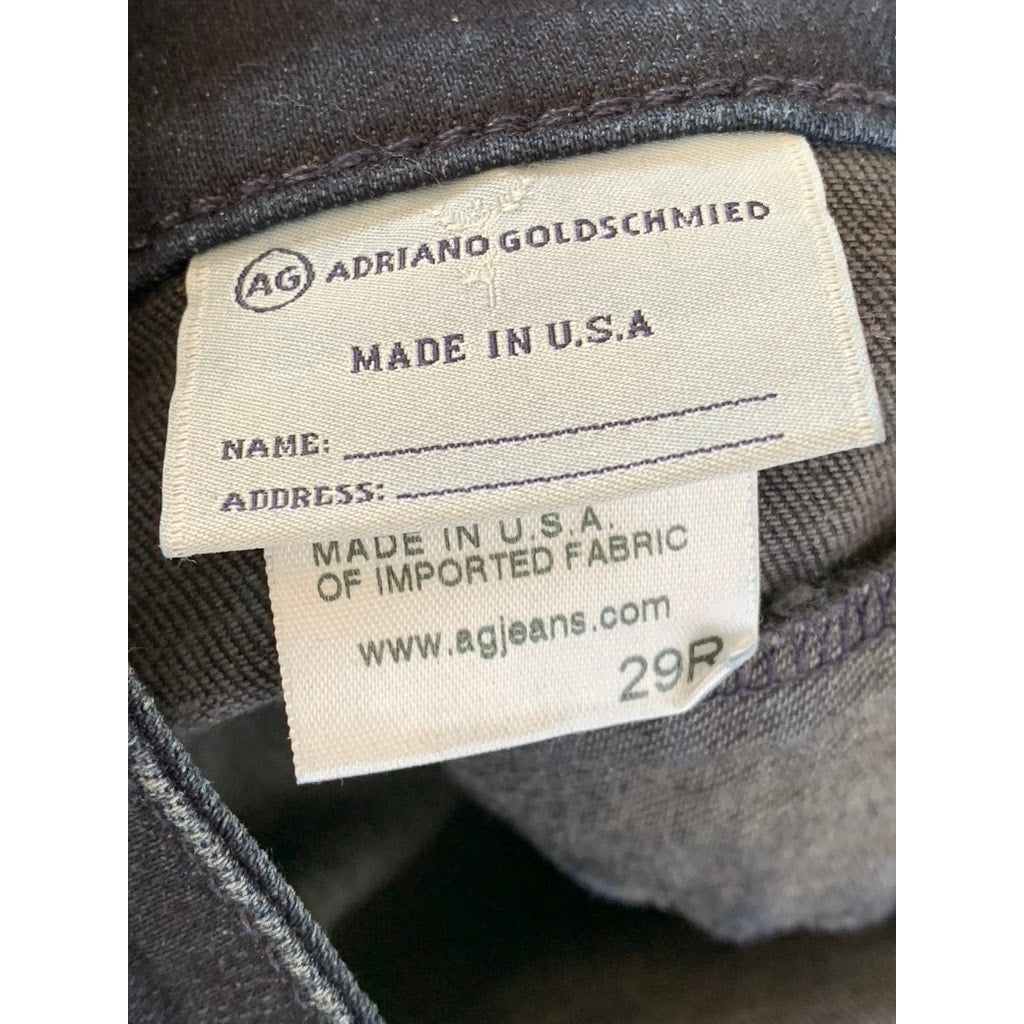 AG ADRIANO GOLDSCHMIED
MADE IN U.S.A
NAME:
ADDRESS:
MADE IN U.S.A.
OF IMPORTED FABRIC
www.agjeans.com
29R